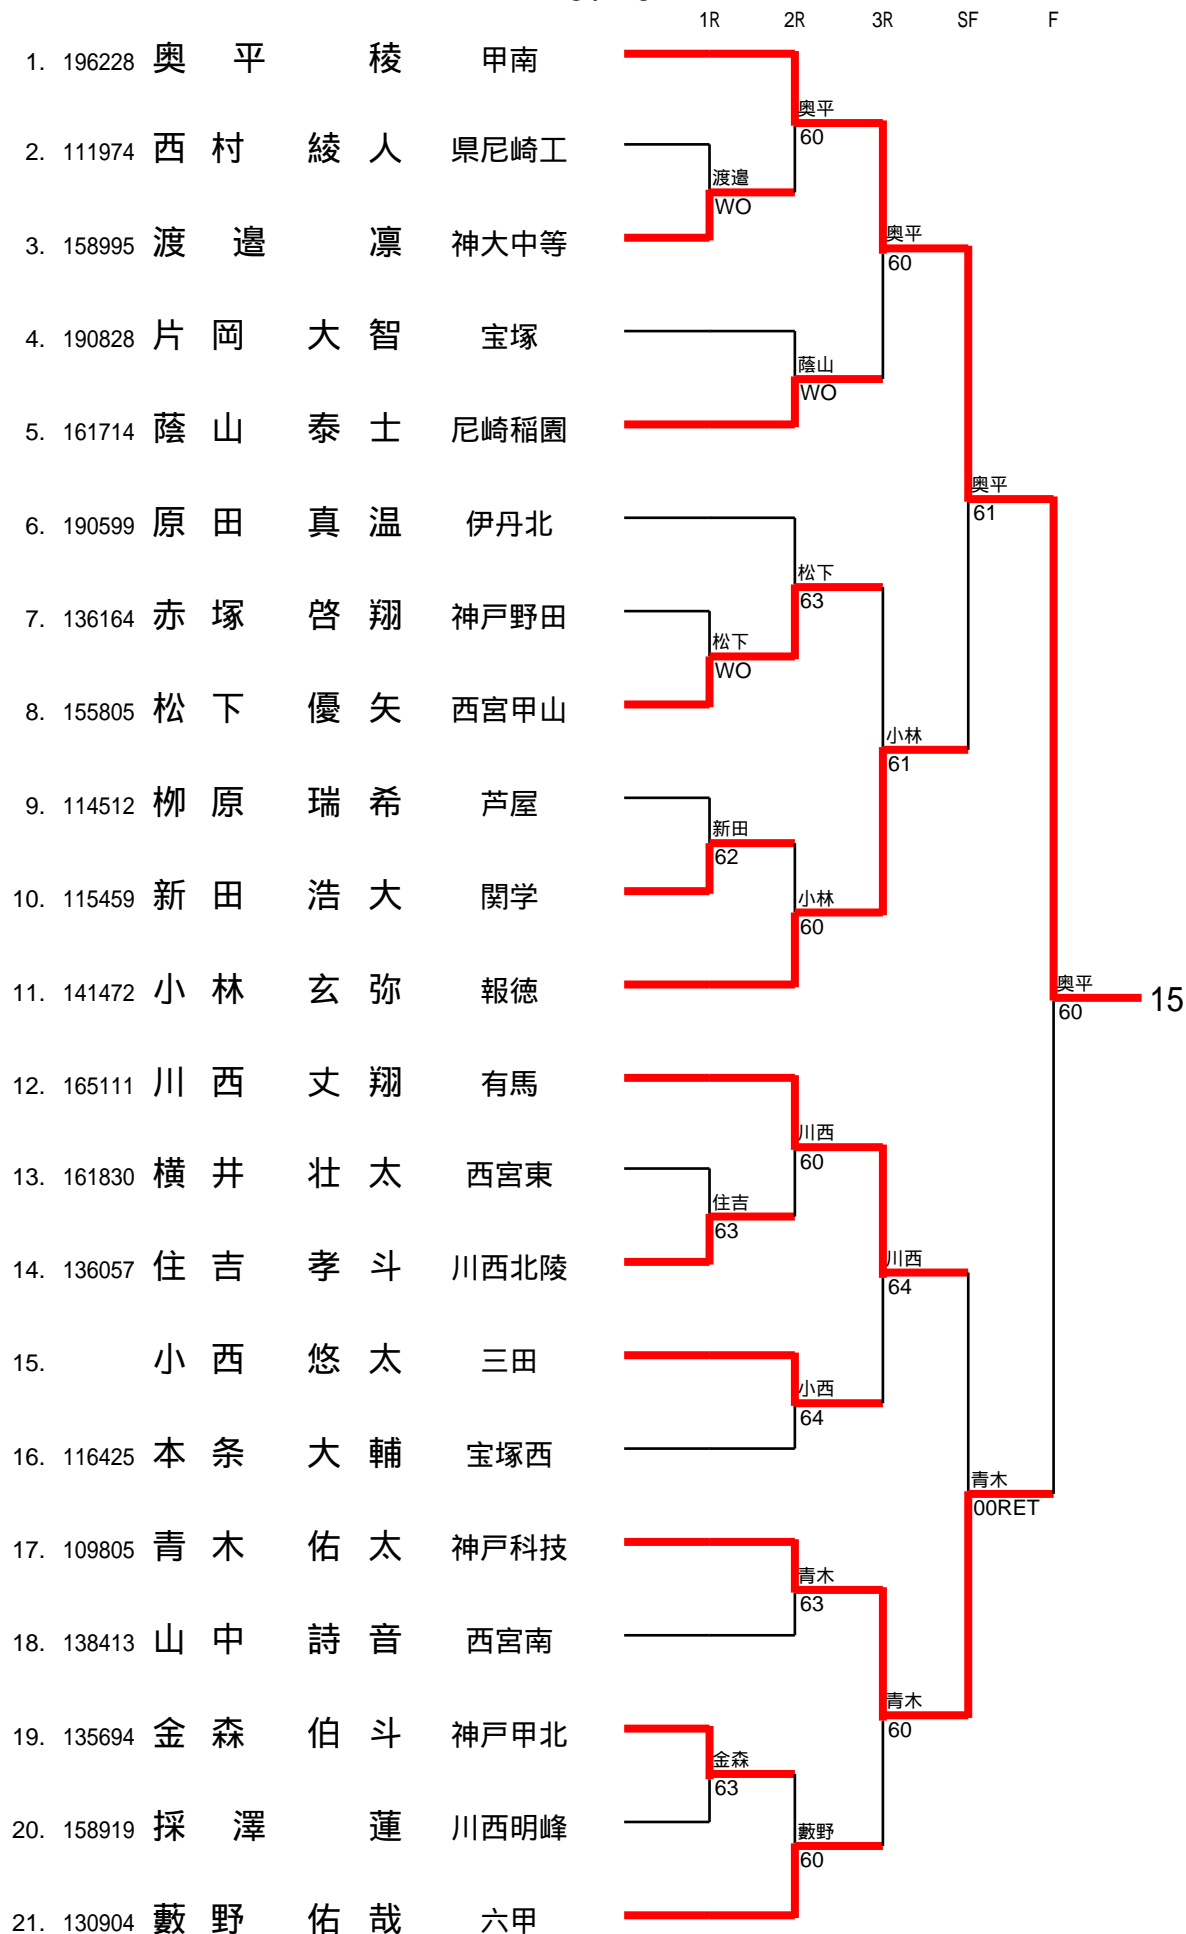 1R 2R 3R SF F
1. 196228 奥平 稜 甲南
奥平
60
2. 111974 西村 綾人 県尼崎工
渡邉
WO
3. 158995 渡邉 凛 神大中等
奥平
60
4. 190828 片岡 大智 宝塚
蔭山
WO
5. 161714 蔭山 泰士 尼崎稲園
奥平
61
6. 190599 原田 真温 伊丹北
松下
63
7. 136164 赤塚 啓翔 神戸野田
松下
WO
8. 155805 松下 優矢 西宮甲山
小林
61
9. 114512 栁原 瑞希 芦屋
新田
62
10. 115459 新田 浩大 関学
小林
60
11. 141472 小林 玄弥 報徳
奥平
60
15
12. 165111 川西 丈翔 有馬
川西
60
13. 161830 横井 壮太 西宮東
住吉
63
14. 136057 住吉 孝斗 川西北陵
川西
64
15. 小西 悠太 三田
小西
64
16. 116425 本条 大輔 宝塚西
青木
00RET
17. 109805 青木 佑太 神戸科技
青木
63
18. 138413 山中 詩音 西宮南
青木
60
19. 135694 金森 伯斗 神戸甲北
金森
63
20. 158919 採澤 蓮 川西明峰
藪野
60
21. 130904 藪野 佑哉 六甲